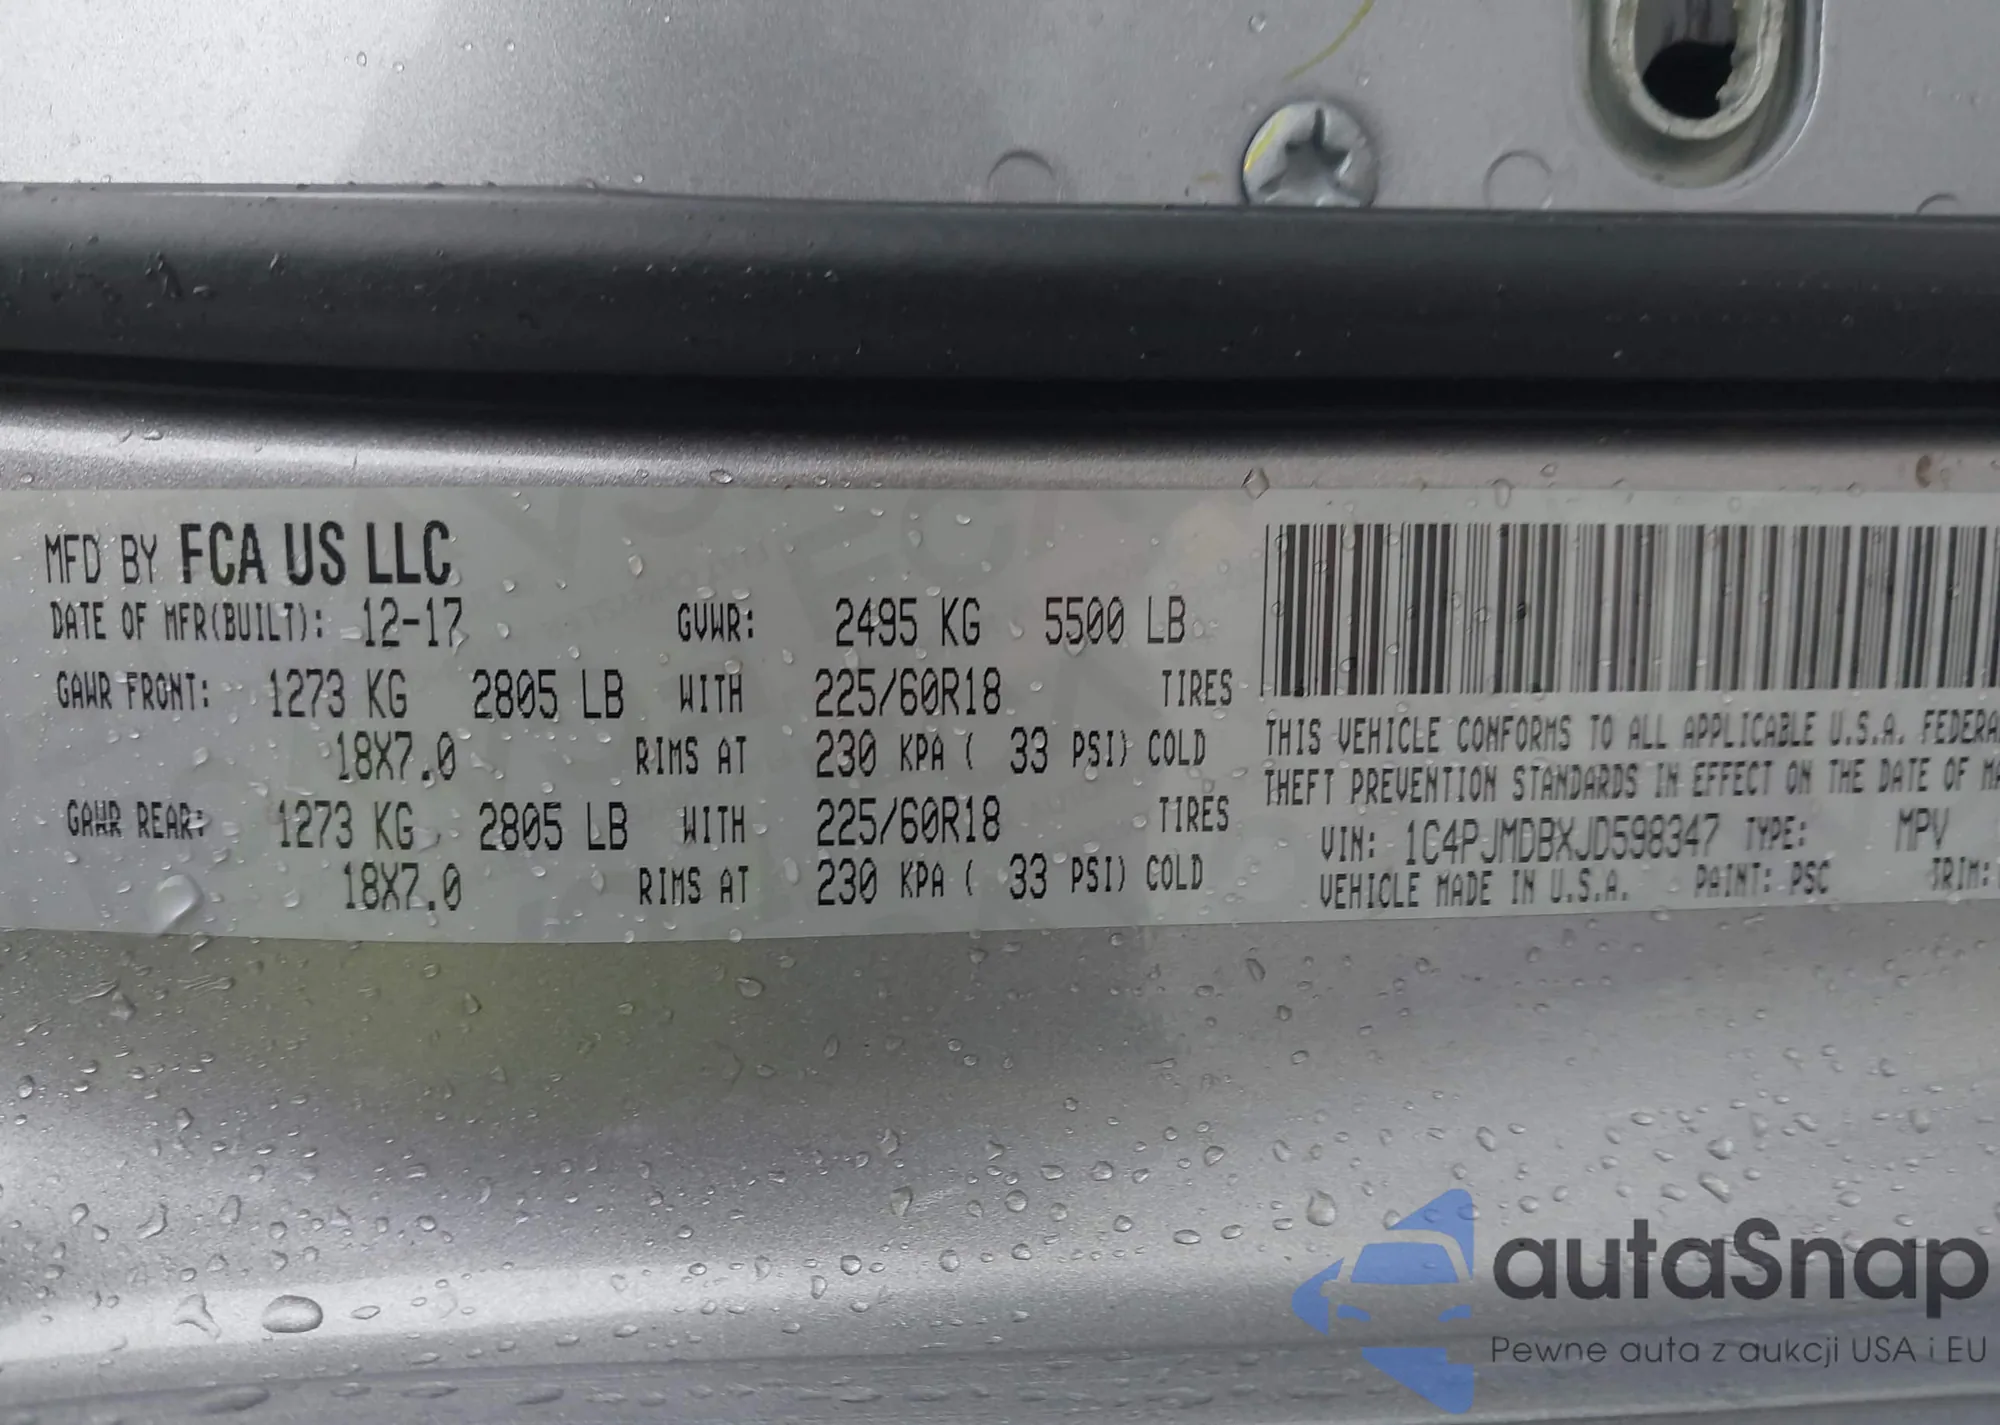 MFD BY FCA US LLC
DATE OF MFR(BUILT): 12-17 GVWR: 2495 KG 5500 LB
GAWR FRONT: 1273 KG 2805 LB WITH 225/60R18 TIRES
18X7.0 RIMS AT 230 KPA ( 33 PSI) COLD
GAWR REAR: 1273 KG 2805 LB WITH 225/60R18 TIRES
18X7.0 RIMS AT 230 KPA ( 33 PSI) COLD
THIS VEHICLE CONFORMS TO ALL APPLICABLE U.S.A. FEDERA
THEFT PREVENTION STANDARDS IN EFFECT ON THE DATE OF MA
VIN: 1C4PJMDBXJD598347 TYPE: MPV
VEHICLE MADE IN U.S.A. PAINT: PSC TRIM:
autaSnap
Pewne auta z aukcji USA i EU